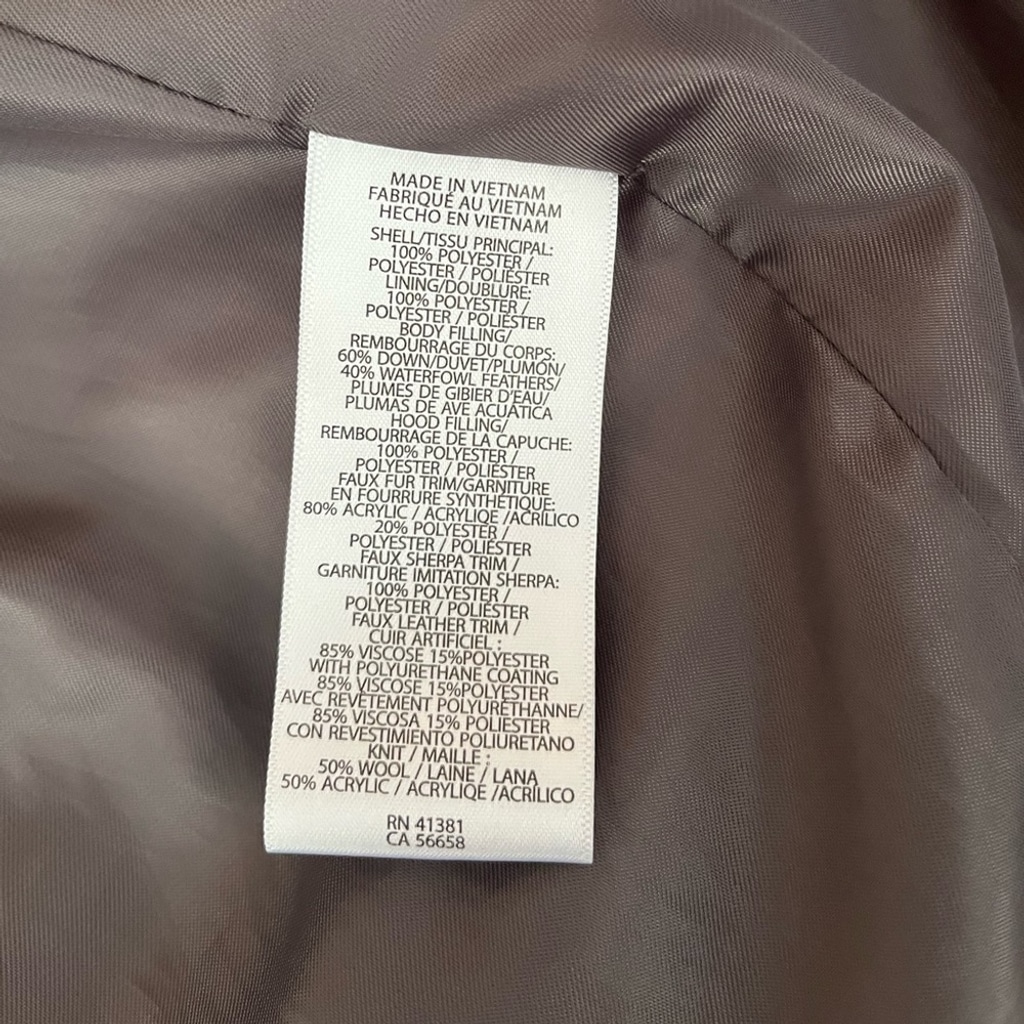 MADE IN VIETNAM
FABRIQUÉ AU VIETNAM
HECHO EN VIETNAM
SHELL/TISSU PRINCIPAL:
100% POLYESTER /
POLYESTER / POLIÉSTER
LINING/DOUBLURE:
100% POLYESTER /
POLYESTER / POLIÉSTER
BODY FILLING/
REMBOURRAGE DU CORPS:
60% DOWN/DUVET/PLUMÓN/
40% WATERFOWL FEATHERS/
PLUMES DE GIBIER D'EAU/
PLUMAS DE AVE ACUÁTICA
HOOD FILLING/
REMBOURRAGE DE LA CAPUCHE:
100% POLYESTER /
POLYESTER / POLIÉSTER
FAUX FUR TRIM/GARNITURE
EN FOURRURE SYNTHÉTIQUE:
80% ACRYLIC / ACRYLIQE /ACRÍLICO
20% POLYESTER /
POLYESTER / POLIÉSTER
FAUX SHERPA TRIM /
GARNITURE IMITATION SHERPA:
100% POLYESTER /
POLYESTER / POLIÉSTER
FAUX LEATHER TRIM /
CUIR ARTIFICIEL :
85% VISCOSE 15%POLYESTER
WITH POLYURETHANE COATING
85% VISCOSE 15%POLYESTER
AVEC REVÊTEMENT POLYURÉTHANNE/
85% VISCOSA 15% POLIESTER
CON REVESTIMIENTO POLIURETANO
KNIT / MAILLE :
50% WOOL / LAINE / LANA
50% ACRYLIC / ACRYLIQE /ACRÍLICO
RN 41381
CA 56658